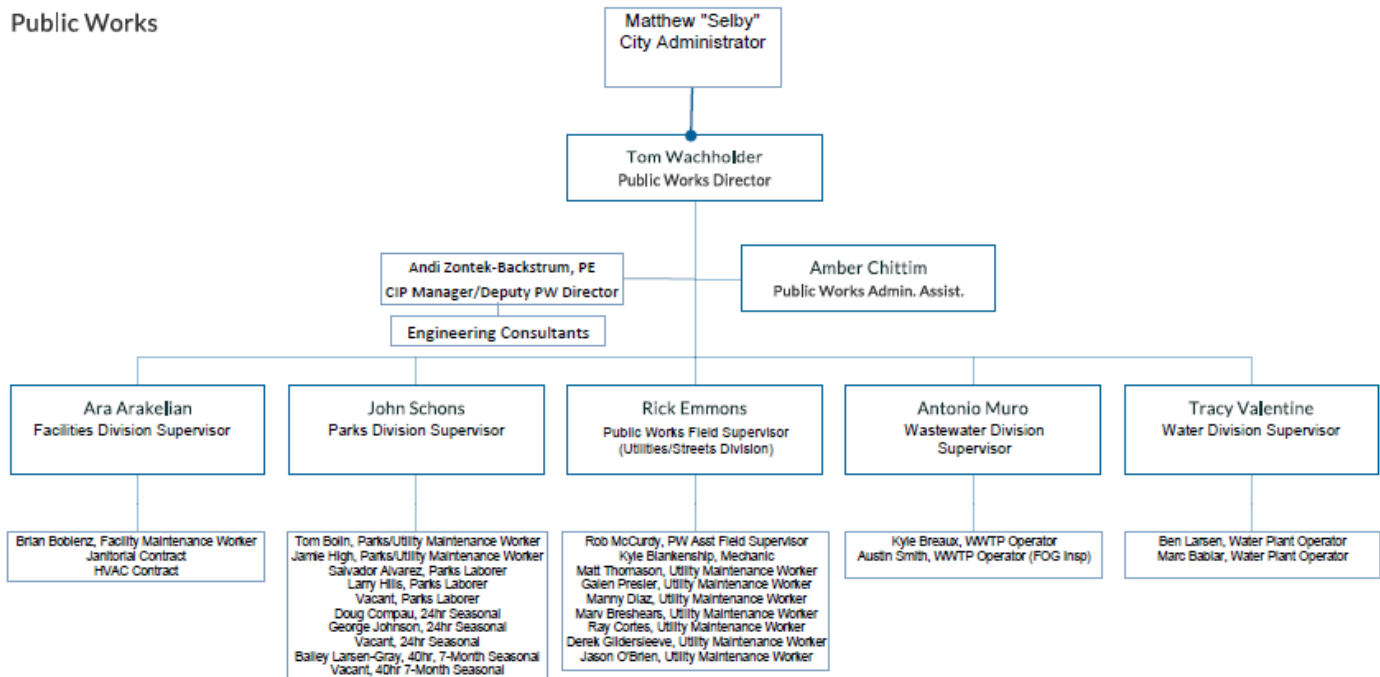 Public Works
Matthew "Selby"
City Administrator
Tom Wachholder
Public Works Director
Andi Zontek-Backstrum, PE
CIP Manager/Deputy PW Director
Amber Chittim
Public Works Admin. Assist.
Engineering Consultants
Ara Arakelian
Facilities Division Supervisor
John Schons
Parks Division Supervisor
Rick Emmons
Public Works Field Supervisor
(Utilities/Streets Division)
Antonio Muro
Wastewater Division
Supervisor
Tracy Valentine
Water Division Supervisor
Brian Boblenz, Facility Maintenance Worker
Janitorial Contract
HVAC Contract
Tom Bolin, Parks/Utility Maintenance Worker
Jamie High, Parks/Utility Maintenance Worker
Salvador Alvarez, Parks Laborer
Larry Hills, Parks Laborer
Vacant, Parks Laborer
Doug Compau, 24hr Seasonal
George Johnson, 24hr Seasonal
Vacant, 24hr Seasonal
Bailey Larsen-Gray, 40hr, 7-Month Seasonal
Vacant, 40hr 7-Month Seasonal
Rob McCurdy, PW Asst Field Supervisor
Kyle Blankenship, Mechanic
Matt Thomason, Utility Maintenance Worker
Galen Presler, Utility Maintenance Worker
Manny Diaz, Utility Maintenance Worker
Marv Breshears, Utility Maintenance Worker
Ray Cortes, Utility Maintenance Worker
Derek Gildersleeve, Utility Maintenance Worker
Jason O'Brien, Utility Maintenance Worker
Kyle Breaux, WWTP Operator
Austin Smith, WWTP Operator (FOG Insp)
Ben Larsen, Water Plant Operator
Marc Bablar, Water Plant Operator